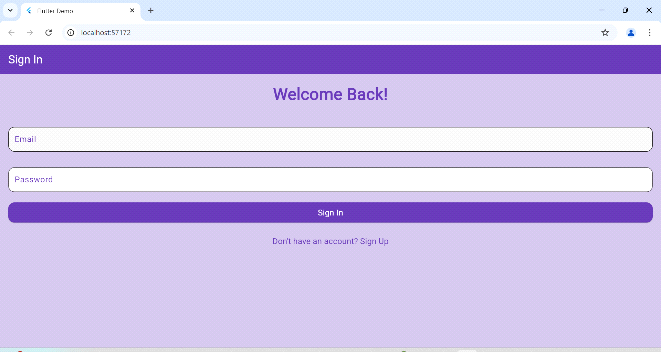 Flutter Demo
localhost:57172
Sign In
Welcome Back!
Email
Password
Sign In
Don't have an account? Sign Up